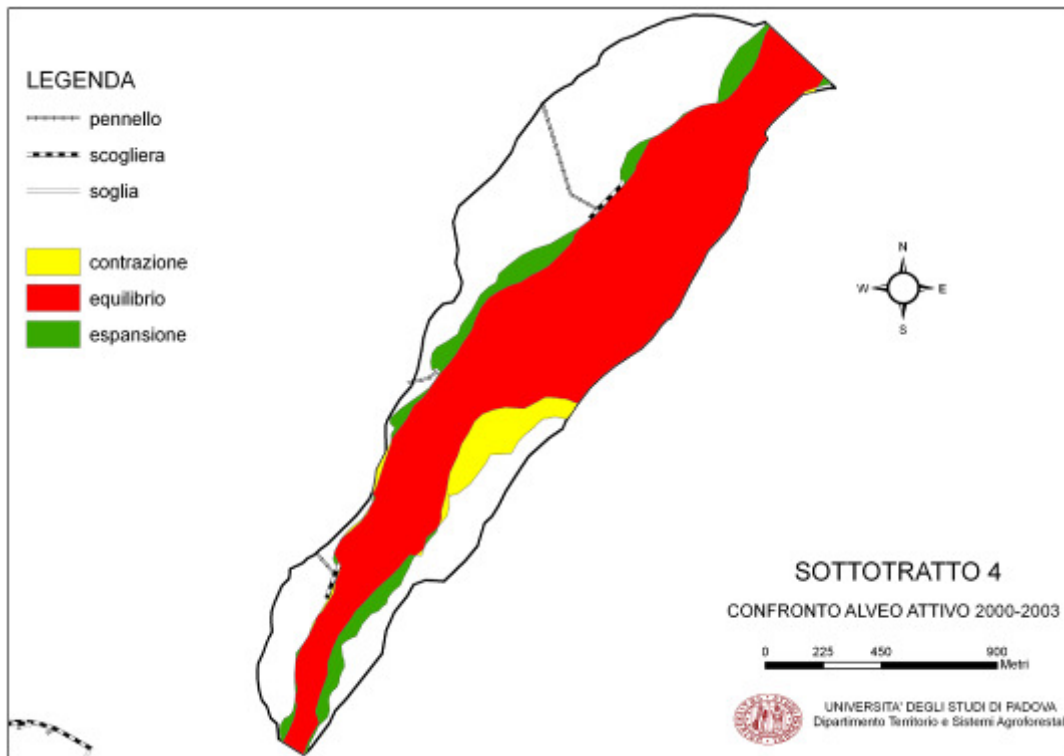 LEGENDA
pennello
scogliera
soglia
contrazione
equilibrio
espansione
N
W E
S
SOTTOTRATTO 4
CONFRONTO ALVEO ATTIVO 2000-2003
0 225 450 900
Metri
UNIVERSITA' DEGLI STUDI DI PADOVA
Dipartimento Territorio e Sistemi Agroforestal